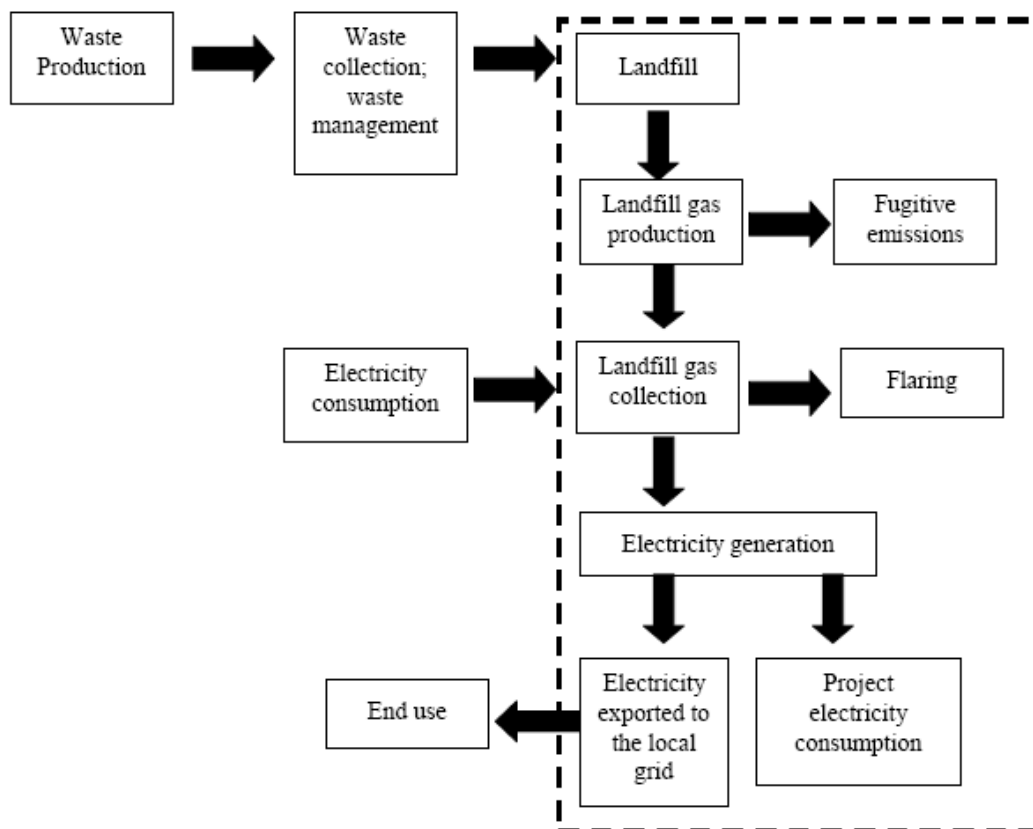 Waste
Production
Waste
collection;
waste
management
Landfill
Landfill gas
production
Fugitive
emissions
Electricity
consumption
Landfill gas
collection
Flaring
Electricity generation
End use
Electricity
exported to
the local
grid
Project
electricity
consumption